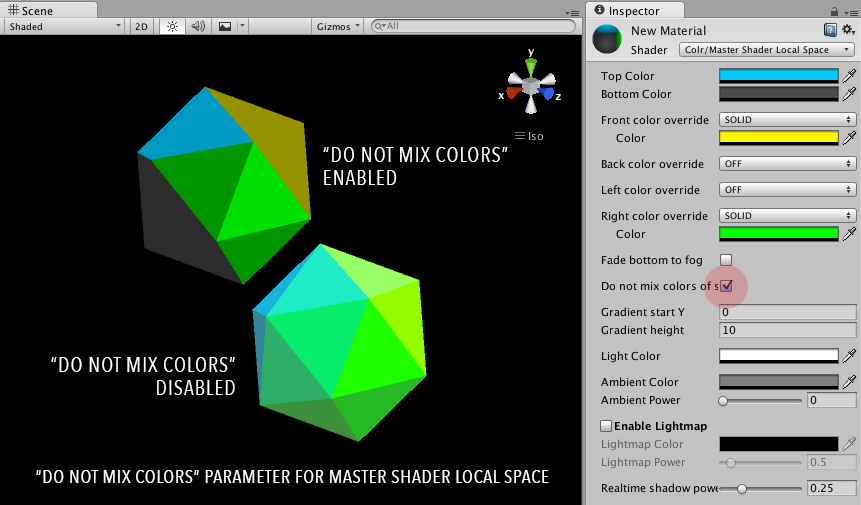 Scene
Shaded
2D
Gizmos
All
y
x
z
Iso
"DO NOT MIX COLORS"
ENABLED
"DO NOT MIX COLORS"
DISABLED
"DO NOT MIX COLORS" PARAMETER FOR MASTER SHADER LOCAL SPACE
Inspector
New Material
Shader
Colr/Master Shader Local Space
Top Color
Bottom Color
Front color override SOLID
Color
Back color override OFF
Left color override OFF
Right color override SOLID
Color
Fade bottom to fog
Do not mix colors of s
Gradient start Y 0
Gradient height 10
Light Color
Ambient Color
Ambient Power 0
Enable Lightmap
Lightmap Color
Lightmap Power 0.5
Realtime shadow powe 0.25